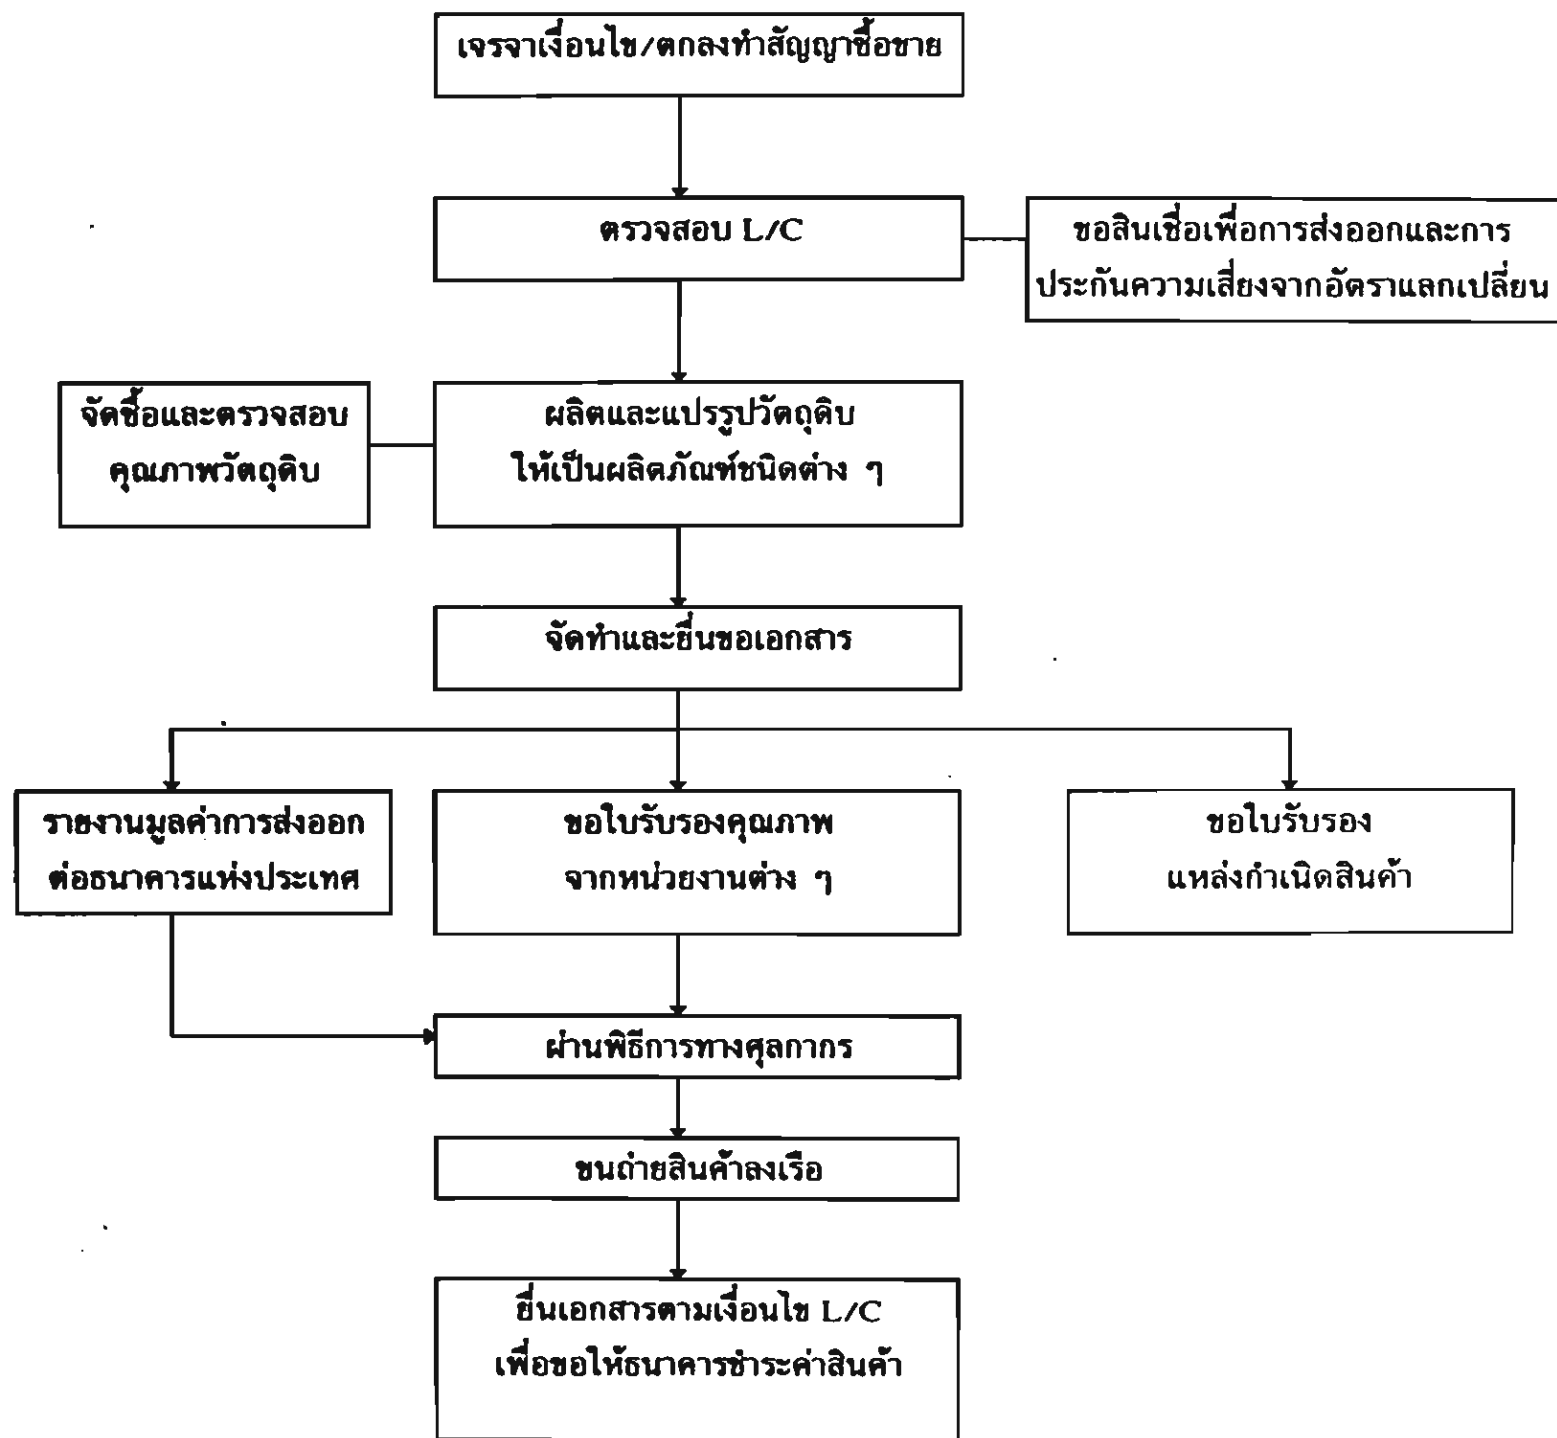 เจรจาเงื่อนไข/ตกลงทำสัญญาซื้อขาย
ตรวจสอบ L/C
ขอสินเชื่อเพื่อการส่งออกและการ
ประกันความเสี่ยงจากอัตราแลกเปลี่ยน
จัดซื้อและตรวจสอบ
คุณภาพวัตถุดิบ
ผลิตและแปรรูปวัตถุดิบ
ให้เป็นผลิตภัณฑ์ชนิดต่าง ๆ
จัดทำและยื่นขอเอกสาร
รายงานมูลค่าการส่งออก
ต่อธนาคารแห่งประเทศ
ขอใบรับรองคุณภาพ
จากหน่วยงานต่าง ๆ
ขอใบรับรอง
แหล่งกำเนิดสินค้า
ผ่านพิธีการทางศุลกากร
ขนถ่ายสินค้าลงเรือ
ยื่นเอกสารตามเงื่อนไข L/C
เพื่อขอให้ธนาคารชำระค่าสินค้า